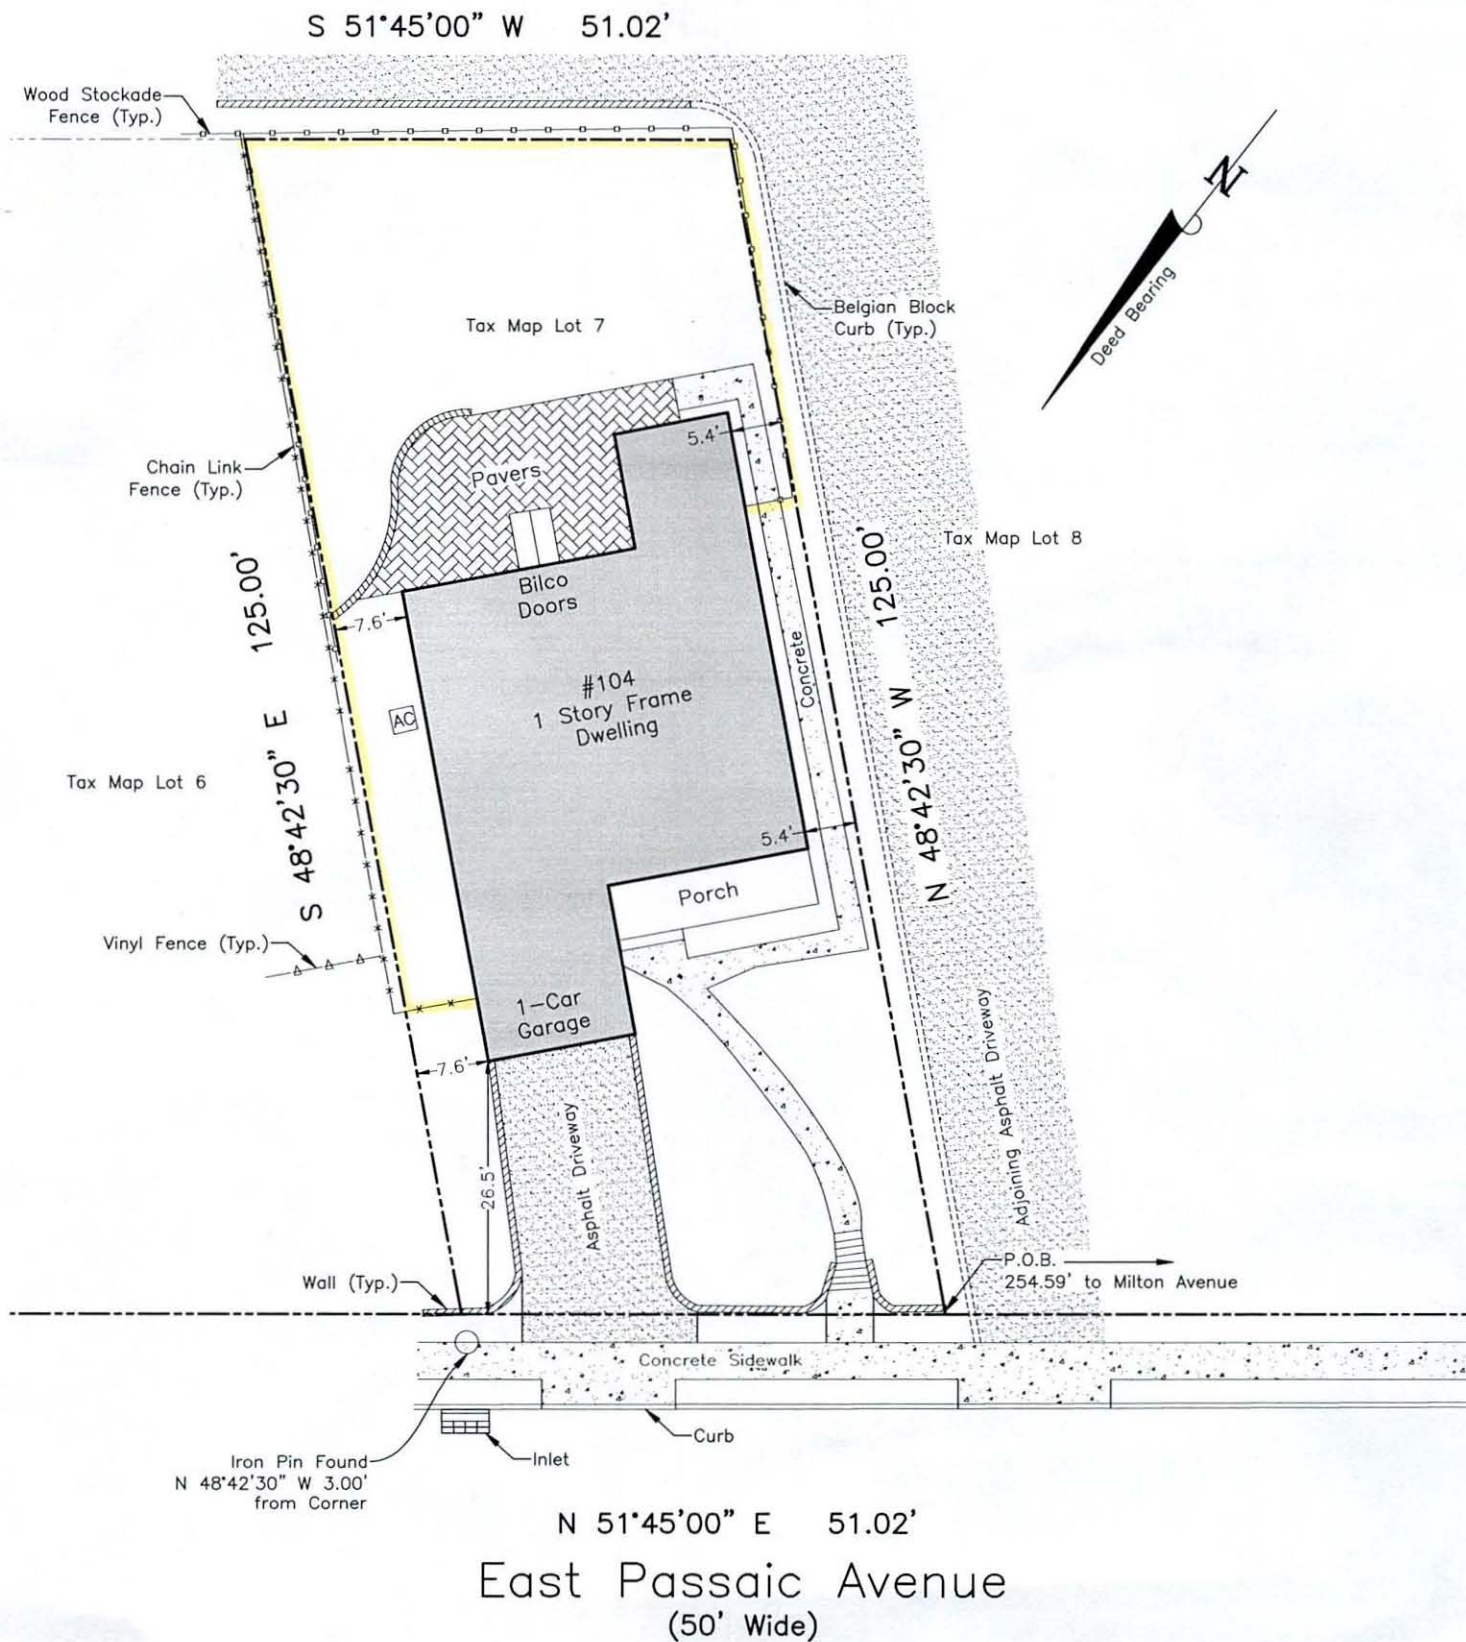 S 51°45'00" W 51.02'
Wood Stockade
Fence (Typ.)
N
Deed Bearing
Belgian Block
Curb (Typ.)
Tax Map Lot 7
5.4'
Chain Link
Fence (Typ.)
Pavers
Tax Map Lot 8
S 48°42'30" E 125.00'
N 48°42'30" W 125.00'
Bilco
Doors
7.6'
Concrete
#104
1 Story Frame
Dwelling
AC
Tax Map Lot 6
5.4'
Porch
Vinyl Fence (Typ.)
1-Car
Garage
7.6'
26.5'
Asphalt Driveway
Adjoining Asphalt Driveway
P.O.B.
254.59' to Milton Avenue
Wall (Typ.)
Concrete Sidewalk
Curb
Inlet
Iron Pin Found
N 48°42'30" W 3.00'
from Corner
N 51°45'00" E 51.02'
East Passaic Avenue
(50' Wide)